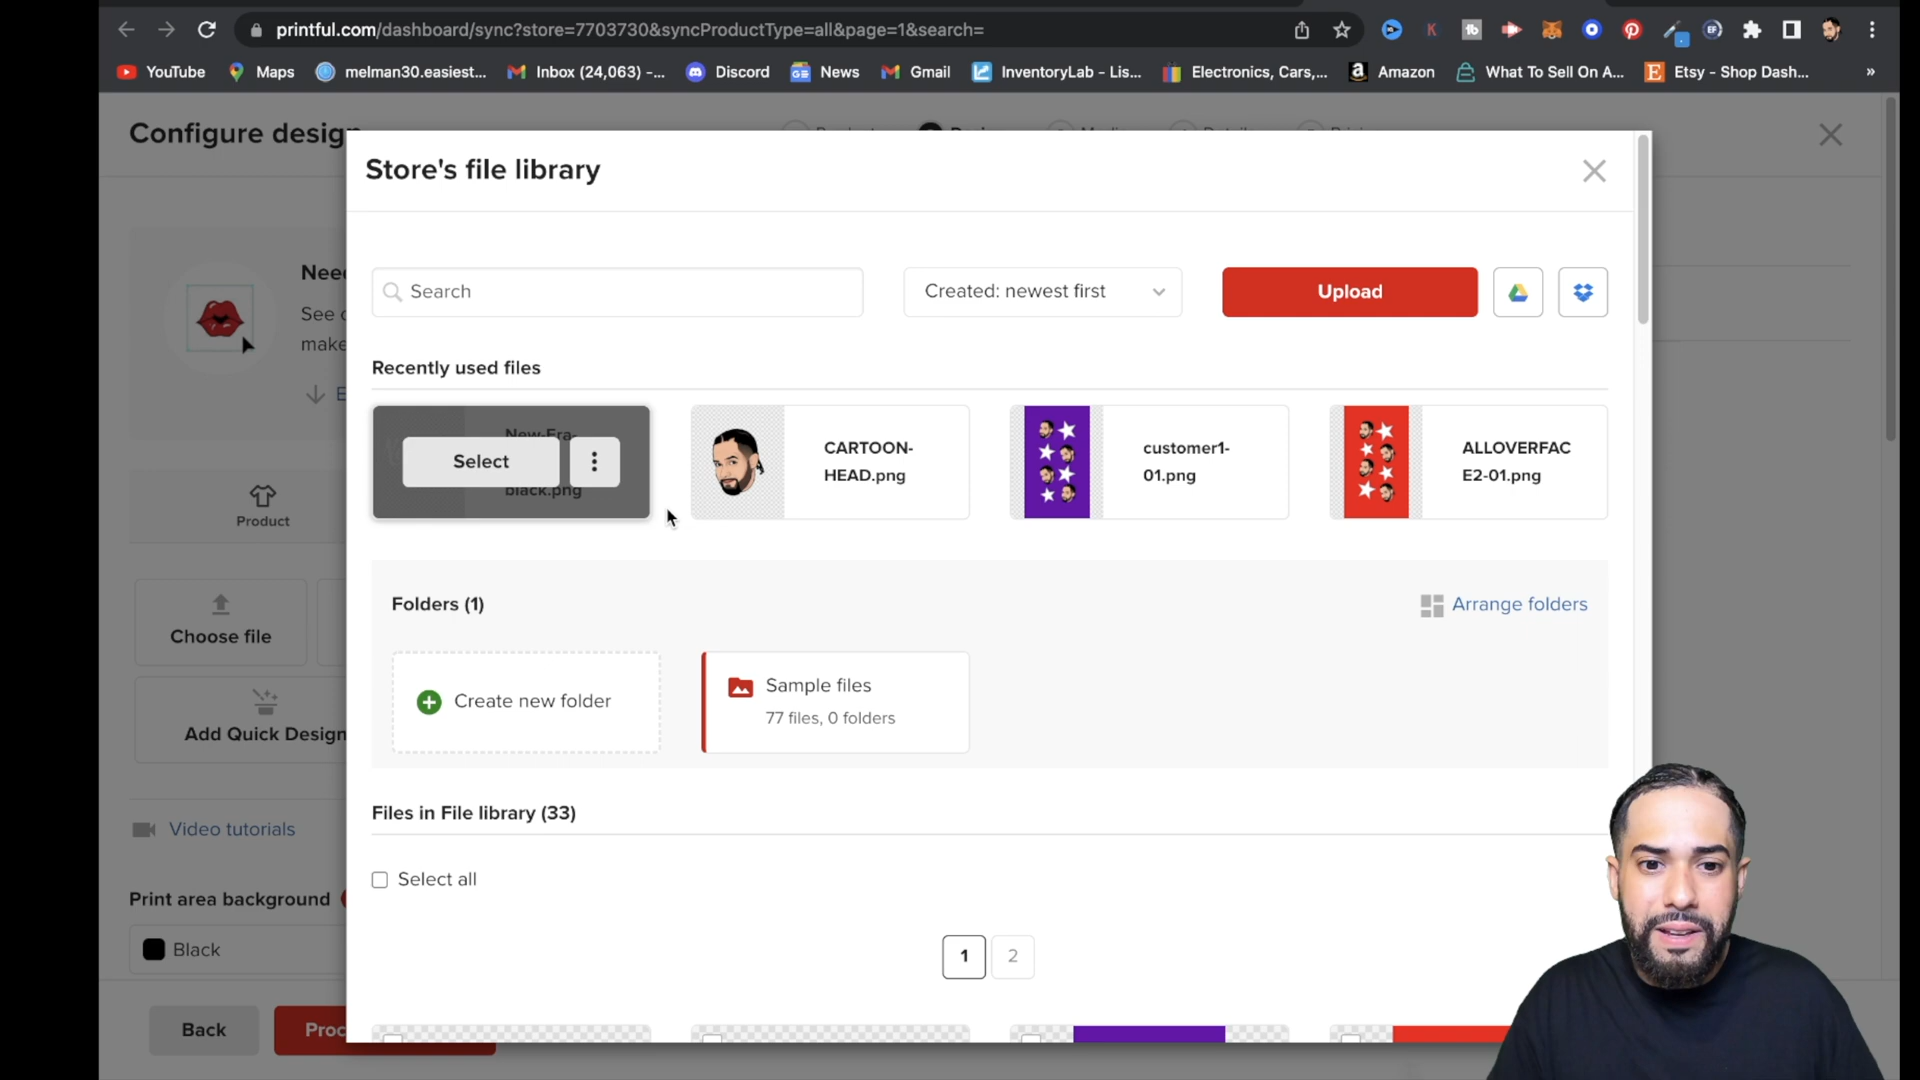 printful.com/dashboard/sync?store=7703730&syncProductType=all&page=1&search=
YouTube
Maps
melman30.easiest...
Inbox (24,063) -...
Discord
News
Gmail
InventoryLab - Lis...
Electronics, Cars,...
Amazon
What To Sell On A...
Etsy - Shop Dash...
»
Configure design
Store's file library
Search
Created: newest first
Upload
Recently used files
New-Era-
Select
black.png
CARTOON-
HEAD.png
customer1-
01.png
ALLOVERFAC
E2-01.png
See
make
Product
Choose file
Add Quick Design
Video tutorials
Print area background
Black
Back
Folders (1)
Arrange folders
Create new folder
Sample files
77 files, 0 folders
Files in File library (33)
Select all
1
2